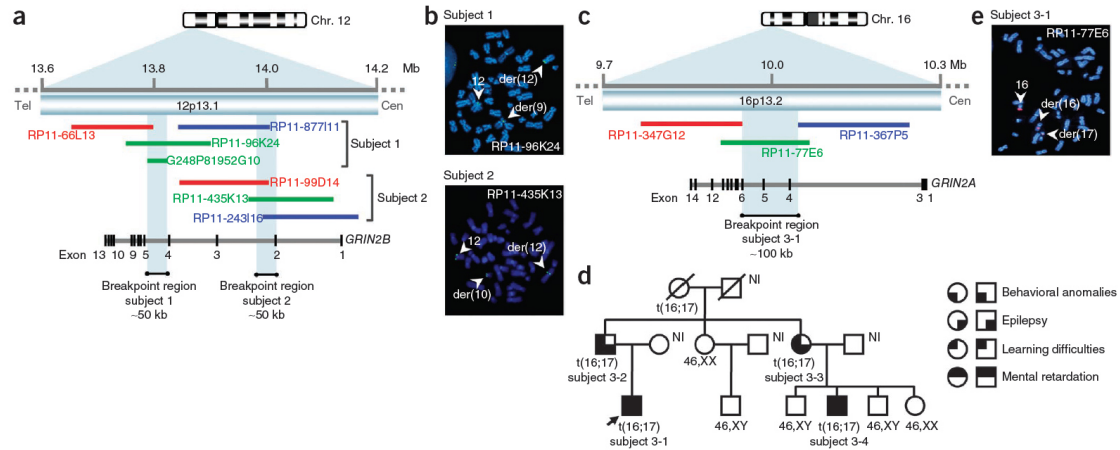 a
Chr. 12
13.6
13.8
14.0
14.2
Mb
Tel
12p13.1
Cen
RP11-66L13
RP11-877I11
RP11-96K24
G248P81952G10
Subject 1
RP11-99D14
RP11-435K13
RP11-243I16
Subject 2
GRIN2B
Exon
13 10 9 5 4 3 2 1
Breakpoint region
subject 1
~50 kb
Breakpoint region
subject 2
~50 kb
b
Subject 1
12
der(12)
der(9)
RP11-96K24
Subject 2
RP11-435K13
12
der(12)
der(10)
c
Chr. 16
9.7
10.0
10.3 Mb
Tel
16p13.2
Cen
RP11-347G12
RP11-367P5
RP11-77E6
GRIN2A
Exon
14 12 6 5 4 3 1
Breakpoint region
subject 3-1
~100 kb
d
NI
t(16;17)
NI
NI
NI
t(16;17)
subject 3-2
46,XX
t(16;17)
subject 3-3
t(16;17)
subject 3-1
46,XY
46,XY
t(16;17)
subject 3-4
46,XY
46,XX
Behavioral anomalies
Epilepsy
Learning difficulties
Mental retardation
e
Subject 3-1
RP11-77E6
16
der(16)
der(17)